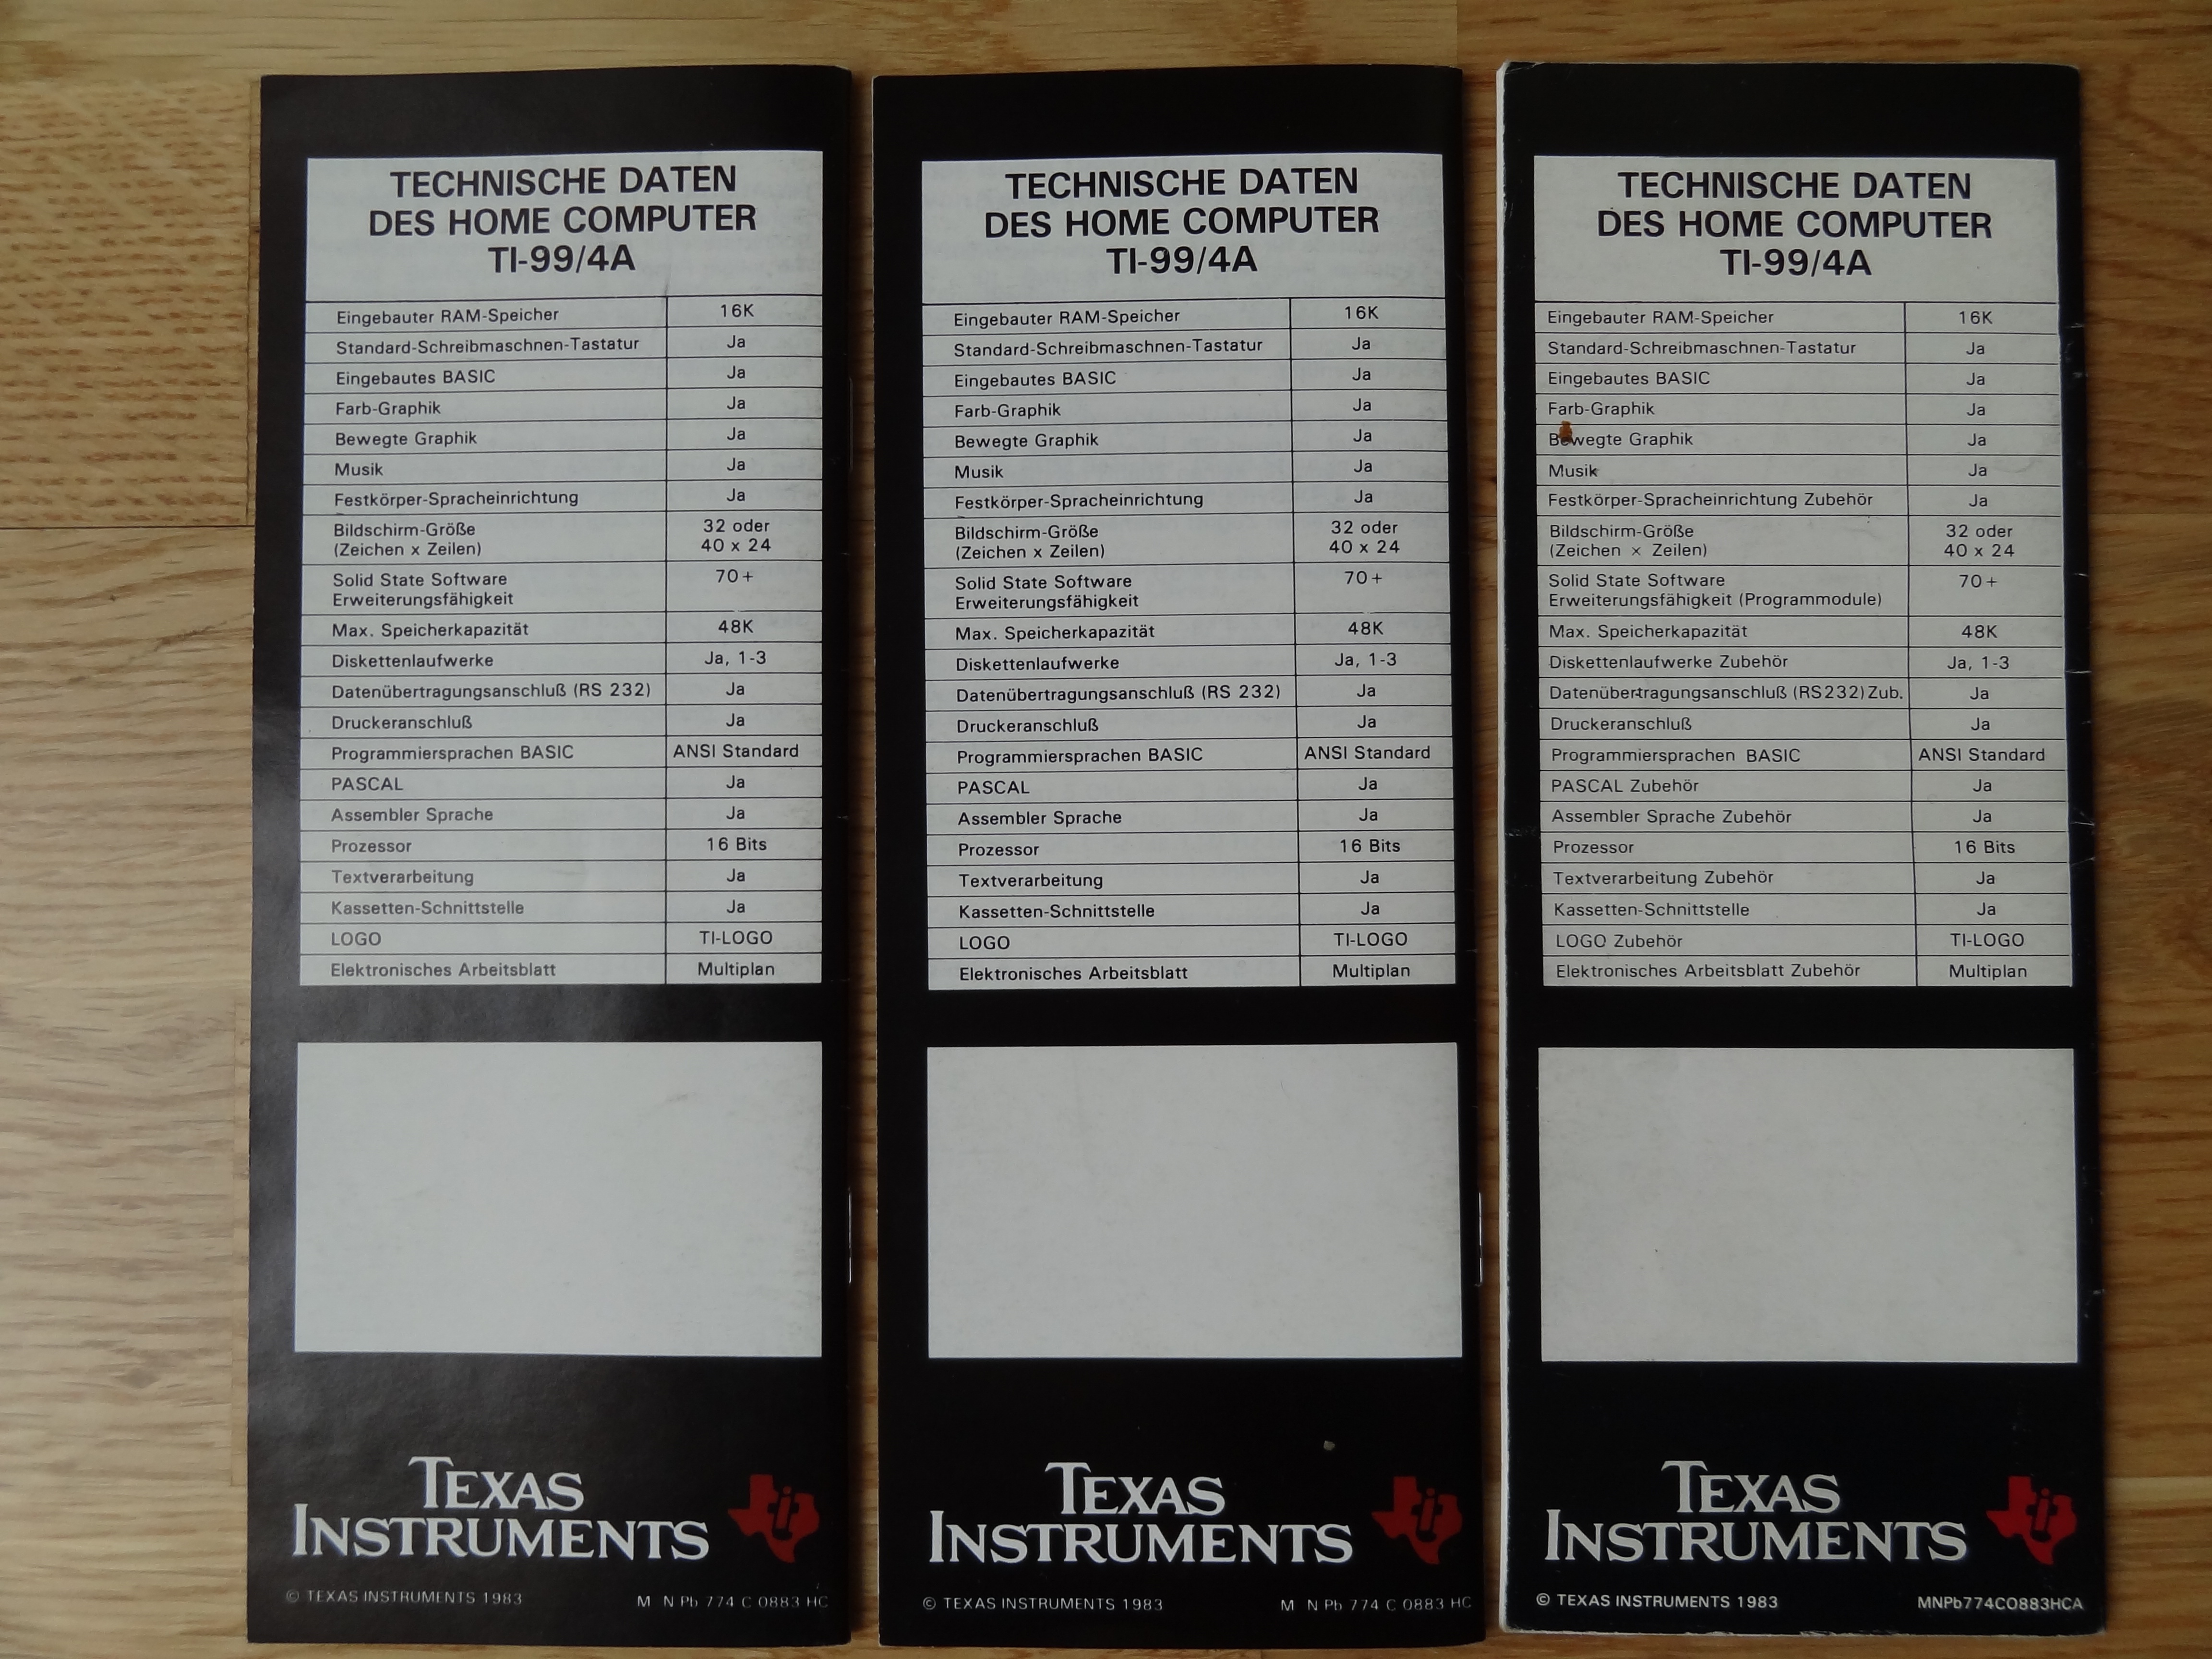 TECHNISCHE DATEN
DES HOME COMPUTER
TI-99/4A
Eingebauter RAM-Speicher 16K
Standard-Schreibmaschnen-Tastatur Ja
Eingebautes BASIC Ja
Farb-Graphik Ja
Bewegte Graphik Ja
Musik Ja
Festkörper-Spracheinrichtung Ja
Bildschirm-Größe 32 oder
(Zeichen x Zeilen) 40 x 24
Solid State Software 70+
Erweiterungsfähigkeit
Max. Speicherkapazität 48K
Diskettenlaufwerke Ja, 1-3
Datenübertragungsanschluß (RS 232) Ja
Druckeranschluß Ja
Programmiersprachen BASIC ANSI Standard
PASCAL Ja
Assembler Sprache Ja
Prozessor 16 Bits
Textverarbeitung Ja
Kassetten-Schnittstelle Ja
LOGO TI-LOGO
Elektronisches Arbeitsblatt Multiplan
TEXAS
INSTRUMENTS
© TEXAS INSTRUMENTS 1983 M N Pb 774 C 0883 HC
TECHNISCHE DATEN
DES HOME COMPUTER
TI-99/4A
Eingebauter RAM-Speicher 16K
Standard-Schreibmaschnen-Tastatur Ja
Eingebautes BASIC Ja
Farb-Graphik Ja
Bewegte Graphik Ja
Musik Ja
Festkörper-Spracheinrichtung Ja
Bildschirm-Größe 32 oder
(Zeichen x Zeilen) 40 x 24
Solid State Software 70+
Erweiterungsfähigkeit
Max. Speicherkapazität 48K
Diskettenlaufwerke Ja, 1-3
Datenübertragungsanschluß (RS 232) Ja
Druckeranschluß Ja
Programmiersprachen BASIC ANSI Standard
PASCAL Ja
Assembler Sprache Ja
Prozessor 16 Bits
Textverarbeitung Ja
Kassetten-Schnittstelle Ja
LOGO TI-LOGO
Elektronisches Arbeitsblatt Multiplan
TEXAS
INSTRUMENTS
© TEXAS INSTRUMENTS 1983 M N Pb 774 C 0883 HC
TECHNISCHE DATEN
DES HOME COMPUTER
TI-99/4A
Eingebauter RAM-Speicher 16K
Standard-Schreibmaschnen-Tastatur Ja
Eingebautes BASIC Ja
Farb-Graphik Ja
Bewegte Graphik Ja
Musik Ja
Festkörper-Spracheinrichtung Zubehör Ja
Bildschirm-Größe 32 oder
(Zeichen × Zeilen) 40 x 24
Solid State Software 70+
Erweiterungsfähigkeit (Programmodule)
Max. Speicherkapazität 48K
Diskettenlaufwerke Zubehör Ja, 1-3
Datenübertragungsanschluß (RS232) Zub. Ja
Druckeranschluß Ja
Programmiersprachen BASIC ANSI Standard
PASCAL Zubehör Ja
Assembler Sprache Zubehör Ja
Prozessor 16 Bits
Textverarbeitung Zubehör Ja
Kassetten-Schnittstelle Ja
LOGO Zubehör TI-LOGO
Elektronisches Arbeitsblatt Zubehör Multiplan
TEXAS
INSTRUMENTS
© TEXAS INSTRUMENTS 1983 MNPb774CO883HCA